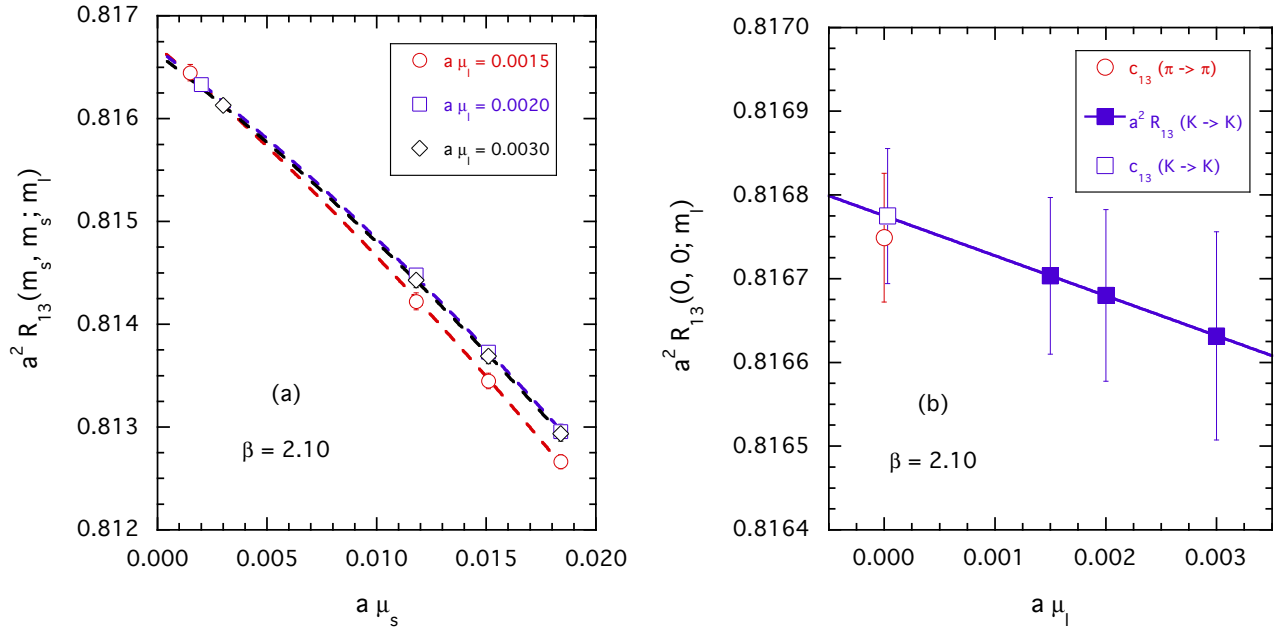 0.817
0.816
0.815
0.814
0.813
0.812
0.000
0.005
0.010
0.015
0.020
a² R₁₃(mₛ, mₛ; mₗ)
a μₛ
a μₗ = 0.0015
a μₗ = 0.0020
a μₗ = 0.0030
(a)
β = 2.10
0.8170
0.8169
0.8168
0.8167
0.8166
0.8165
0.8164
0.000
0.001
0.002
0.003
a² R₁₃(0, 0; mₗ)
a μₗ
c₁₃ (π -> π)
a² R₁₃ (K -> K)
c₁₃ (K -> K)
(b)
β = 2.10